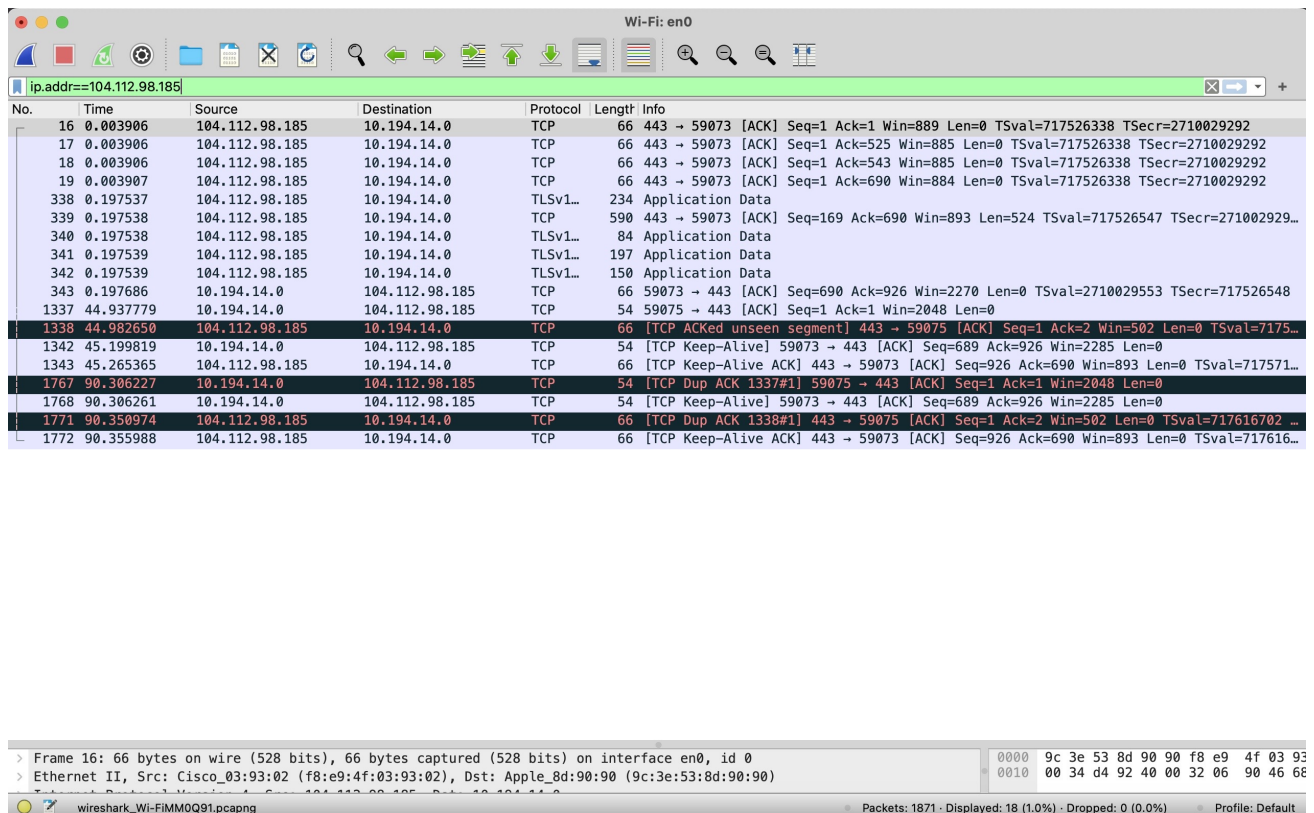 Wi-Fi: en0
ip.addr==104.112.98.185
No. Time Source Destination Protocol Length Info
16 0.003906 104.112.98.185 10.194.14.0 TCP 66 443 → 59073 [ACK] Seq=1 Ack=1 Win=889 Len=0 TSval=717526338 TSecr=2710029292
17 0.003906 104.112.98.185 10.194.14.0 TCP 66 443 → 59073 [ACK] Seq=1 Ack=525 Win=885 Len=0 TSval=717526338 TSecr=2710029292
18 0.003906 104.112.98.185 10.194.14.0 TCP 66 443 → 59073 [ACK] Seq=1 Ack=543 Win=885 Len=0 TSval=717526338 TSecr=2710029292
19 0.003907 104.112.98.185 10.194.14.0 TCP 66 443 → 59073 [ACK] Seq=1 Ack=690 Win=884 Len=0 TSval=717526338 TSecr=2710029292
338 0.197537 104.112.98.185 10.194.14.0 TLSv1… 234 Application Data
339 0.197538 104.112.98.185 10.194.14.0 TCP 590 443 → 59073 [ACK] Seq=169 Ack=690 Win=893 Len=524 TSval=717526547 TSecr=271002929…
340 0.197538 104.112.98.185 10.194.14.0 TLSv1… 84 Application Data
341 0.197539 104.112.98.185 10.194.14.0 TLSv1… 197 Application Data
342 0.197539 104.112.98.185 10.194.14.0 TLSv1… 150 Application Data
343 0.197686 10.194.14.0 104.112.98.185 TCP 66 59073 → 443 [ACK] Seq=690 Ack=926 Win=2270 Len=0 TSval=2710029553 TSecr=717526548
1337 44.937779 10.194.14.0 104.112.98.185 TCP 54 59075 → 443 [ACK] Seq=1 Ack=1 Win=2048 Len=0
1338 44.982650 104.112.98.185 10.194.14.0 TCP 66 [TCP ACKed unseen segment] 443 → 59075 [ACK] Seq=1 Ack=2 Win=502 Len=0 TSval=7175…
1342 45.199819 10.194.14.0 104.112.98.185 TCP 54 [TCP Keep-Alive] 59073 → 443 [ACK] Seq=689 Ack=926 Win=2285 Len=0
1343 45.265365 104.112.98.185 10.194.14.0 TCP 66 [TCP Keep-Alive ACK] 443 → 59073 [ACK] Seq=926 Ack=690 Win=893 Len=0 TSval=717571…
1767 90.306227 10.194.14.0 104.112.98.185 TCP 54 [TCP Dup ACK 1337#1] 59075 → 443 [ACK] Seq=1 Ack=1 Win=2048 Len=0
1768 90.306261 10.194.14.0 104.112.98.185 TCP 54 [TCP Keep-Alive] 59073 → 443 [ACK] Seq=689 Ack=926 Win=2285 Len=0
1771 90.350974 104.112.98.185 10.194.14.0 TCP 66 [TCP Dup ACK 1338#1] 443 → 59075 [ACK] Seq=1 Ack=2 Win=502 Len=0 TSval=717616702 …
1772 90.355988 104.112.98.185 10.194.14.0 TCP 66 [TCP Keep-Alive ACK] 443 → 59073 [ACK] Seq=926 Ack=690 Win=893 Len=0 TSval=717616…
Frame 16: 66 bytes on wire (528 bits), 66 bytes captured (528 bits) on interface en0, id 0
0000 9c 3e 53 8d 90 90 f8 e9 4f 03 93
Ethernet II, Src: Cisco_03:93:02 (f8:e9:4f:03:93:02), Dst: Apple_8d:90:90 (9c:3e:53:8d:90:90)
0010 00 34 d4 92 40 00 32 06 90 46 68
wireshark_Wi-FiMM0Q91.pcapng
Packets: 1871 · Displayed: 18 (1.0%) · Dropped: 0 (0.0%)
Profile: Default